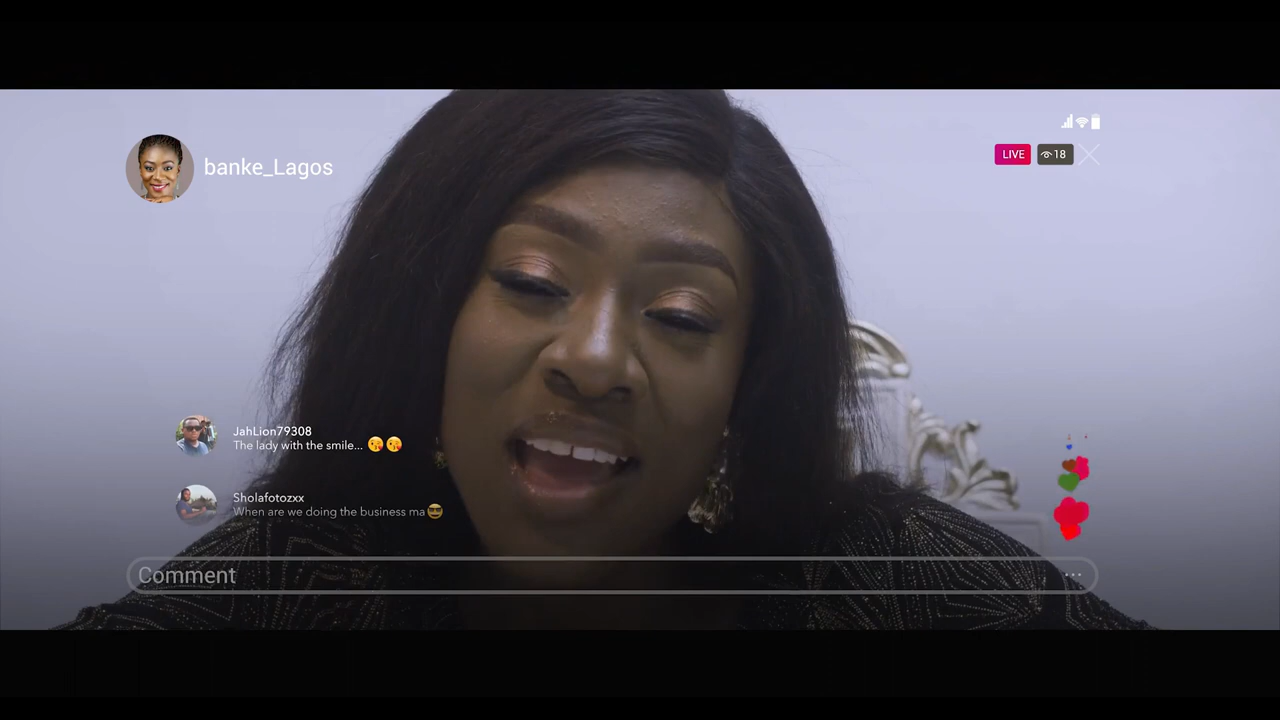 banke_Lagos
LIVE
18
JahLion79308
The lady with the smile... 😘😘
Sholafotozxx
When are we doing the business ma😎
Comment